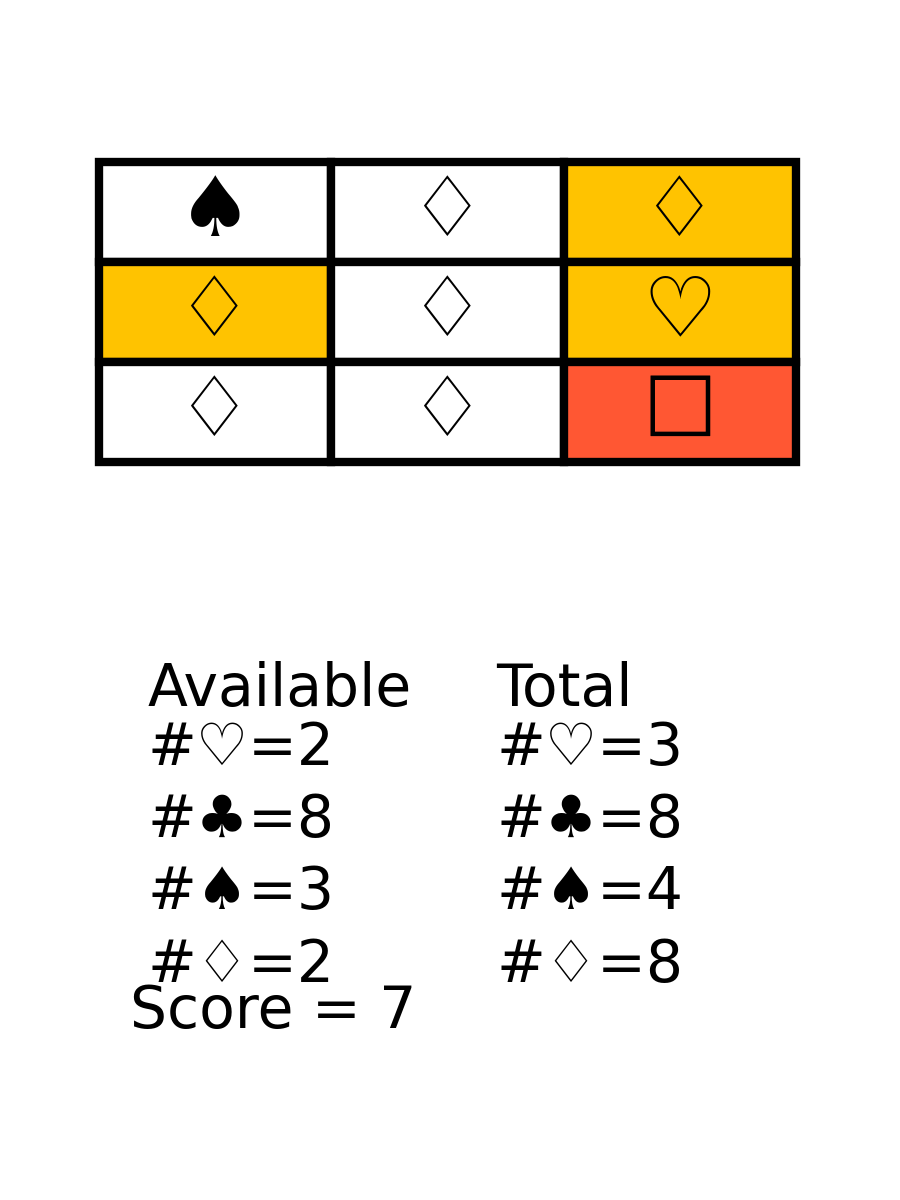 ♠ ♢ ♢
♢ ♢ ♡
♢ ♢ □
Available Total
#♡=2 #♡=3
#♣=8 #♣=8
#♠=3 #♠=4
#♢=2 #♢=8
Score = 7